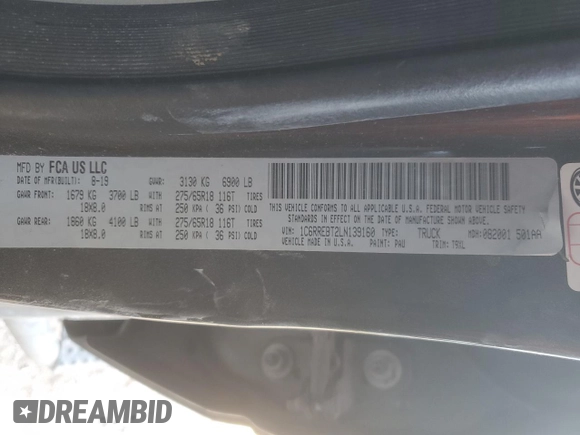 MFD BY FCA US LLC
DATE OF MFR(BUILT): 8-19 GVWR: 3130 KG 6900 LB
GAWR FRONT: 1679 KG 3700 LB WITH 275/65R18 116T TIRES
18X8.0 RIMS AT 250 KPA ( 36 PSI) COLD
GAWR REAR: 1860 KG 4100 LB WITH 275/65R18 116T TIRES
18X8.0 RIMS AT 250 KPA ( 36 PSI) COLD
THIS VEHICLE CONFORMS TO ALL APPLICABLE U.S.A. FEDERAL MOTOR VEHICLE SAFETY
STANDARDS IN EFFECT ON THE DATE OF MANUFACTURE SHOWN ABOVE.
VIN: 1C6RREBT2LN139160 TYPE: TRUCK MDH: 082001 501AA
VEHICLE MADE IN U.S.A. PAINT: PAU TRIM: T9X1
DREAMBID